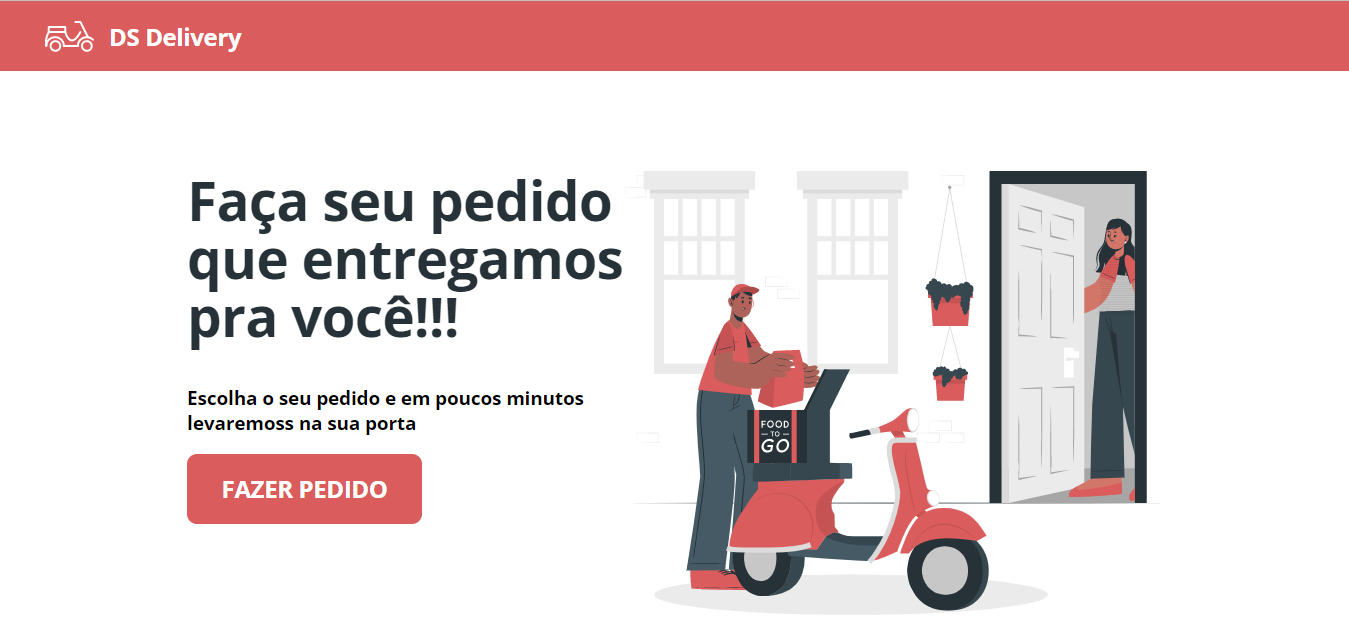 DS Delivery
Faça seu pedido
que entregamos
pra você!!!
Escolha o seu pedido e em poucos minutos
levaremoss na sua porta
FAZER PEDIDO
FOOD
TO
GO